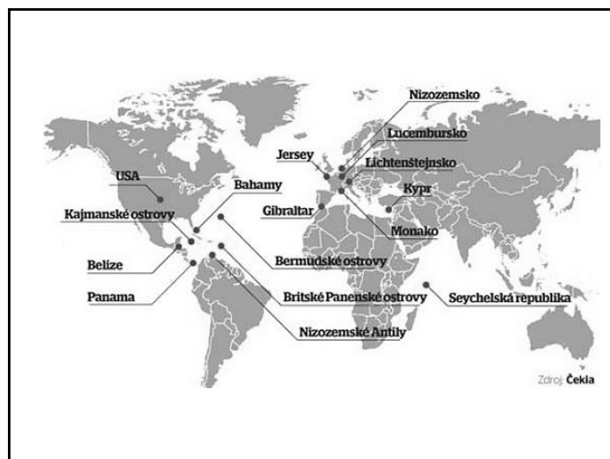 Nizozemsko
Lucembursko
Jersey
Lichtenštejnsko
USA
Bahamy
Kypr
Kajmanské ostrovy
Gibraltar
Monako
Belize
Bermudské ostrovy
Panama
Britské Panenské ostrovy
Seychelská republika
Nizozemské Antily
Zdroj: Čekia